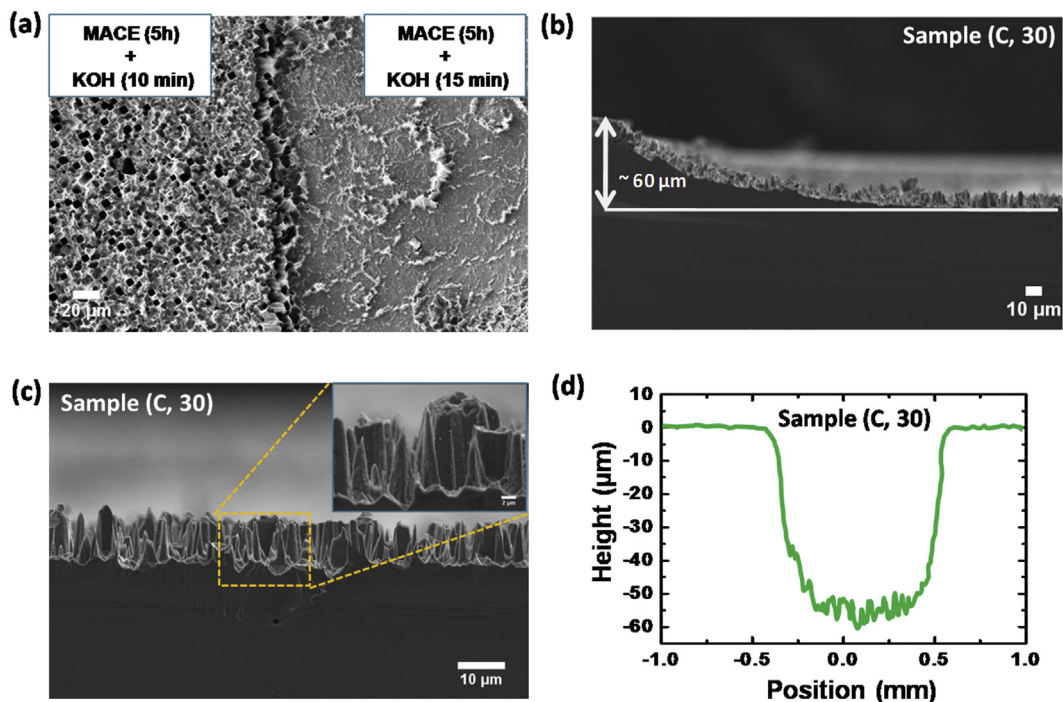 (a)
MACE (5h)
+
KOH (10 min)
MACE (5h)
+
KOH (15 min)
20 μm
(b)
Sample (C, 30)
~ 60 μm
10 μm
(c)
Sample (C, 30)
2 μm
10 μm
(d)
Sample (C, 30)
Height (μm)
10
0
-10
-20
-30
-40
-50
-60
-1.0 -0.5 0.0 0.5 1.0
Position (mm)